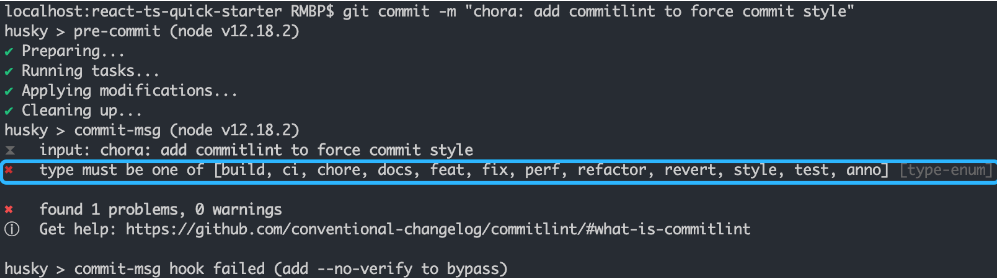 localhost:react-ts-quick-starter RMBP$ git commit -m "chora: add commitlint to force commit style"
husky > pre-commit (node v12.18.2)
✔ Preparing...
✔ Running tasks...
✔ Applying modifications...
✔ Cleaning up...
husky > commit-msg (node v12.18.2)
⧗ input: chora: add commitlint to force commit style
✖ type must be one of [build, ci, chore, docs, feat, fix, perf, refactor, revert, style, test, anno] [type-enum]
✖ found 1 problems, 0 warnings
ⓘ Get help: https://github.com/conventional-changelog/commitlint/#what-is-commitlint
husky > commit-msg hook failed (add --no-verify to bypass)